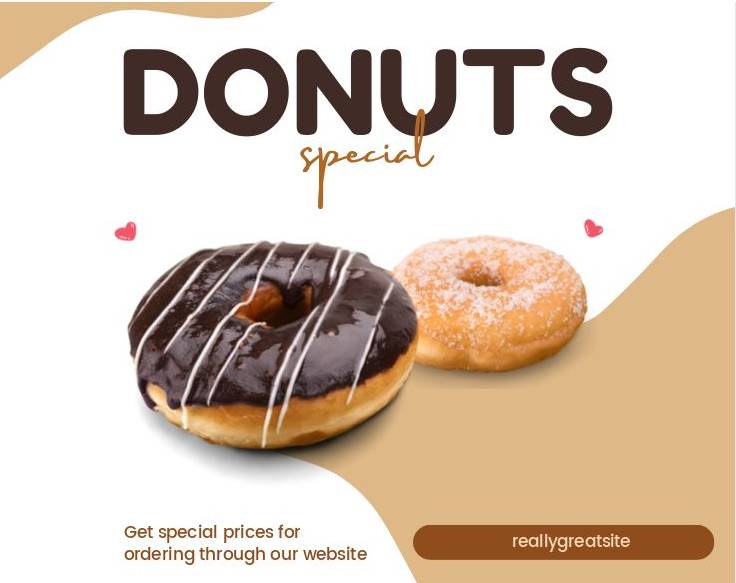 DONUTS
special
Get special prices for
ordering through our website
reallygreatsite